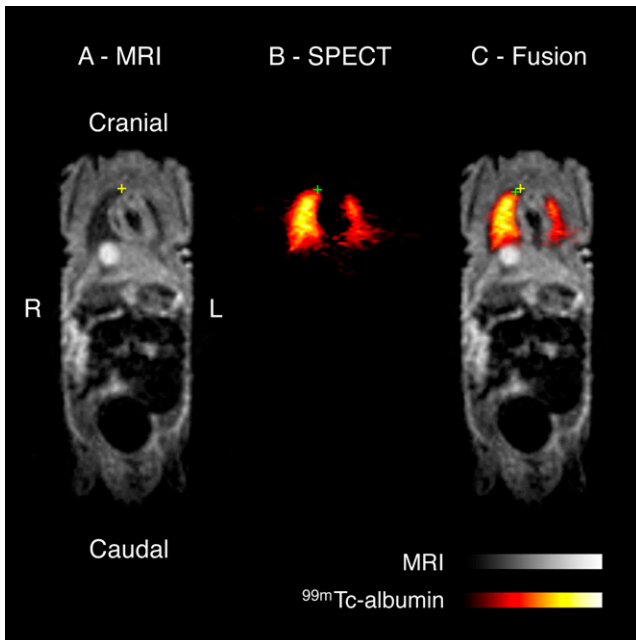 A - MRI
B - SPECT
C - Fusion
Cranial
R
L
Caudal
MRI
⁹⁹ᵐTc-albumin